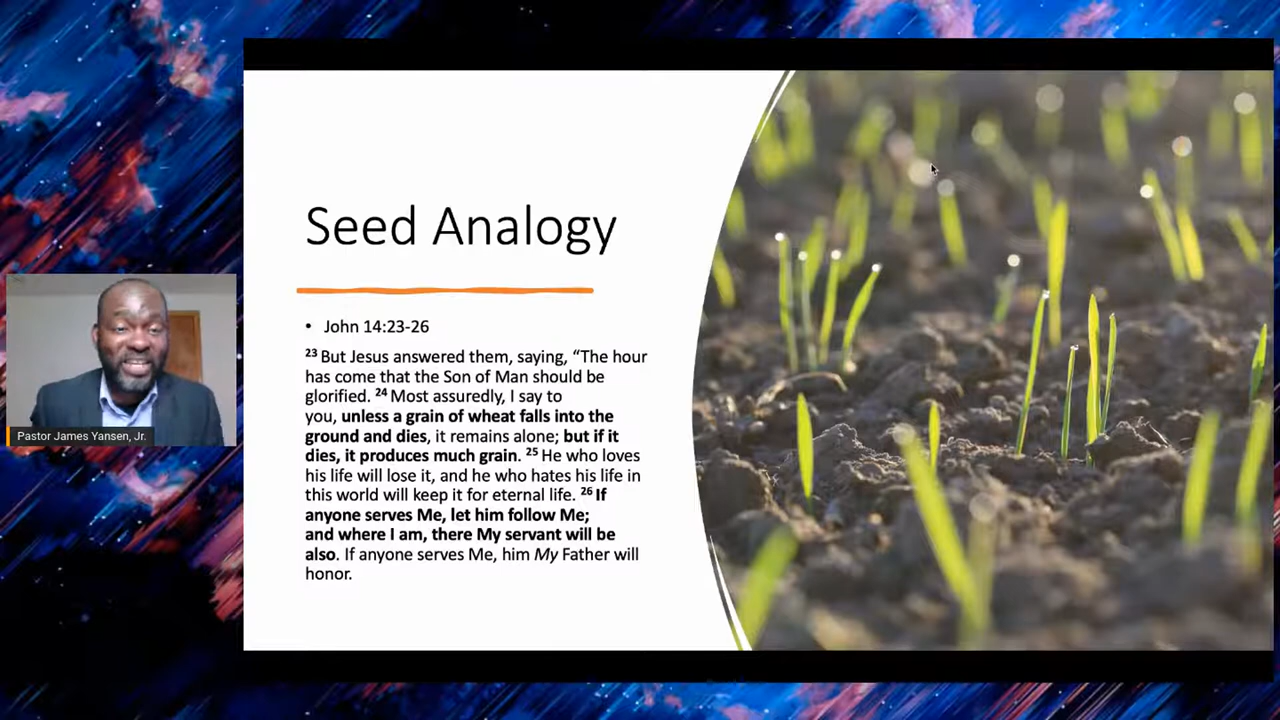 Seed Analogy
• John 14:23-26
23 But Jesus answered them, saying, “The hour
has come that the Son of Man should be
glorified. 24 Most assuredly, I say to
you, unless a grain of wheat falls into the
ground and dies, it remains alone; but if it
dies, it produces much grain. 25 He who loves
his life will lose it, and he who hates his life in
this world will keep it for eternal life. 26 If
anyone serves Me, let him follow Me;
and where I am, there My servant will be
also. If anyone serves Me, him My Father will
honor.
Pastor James Yansen, Jr.